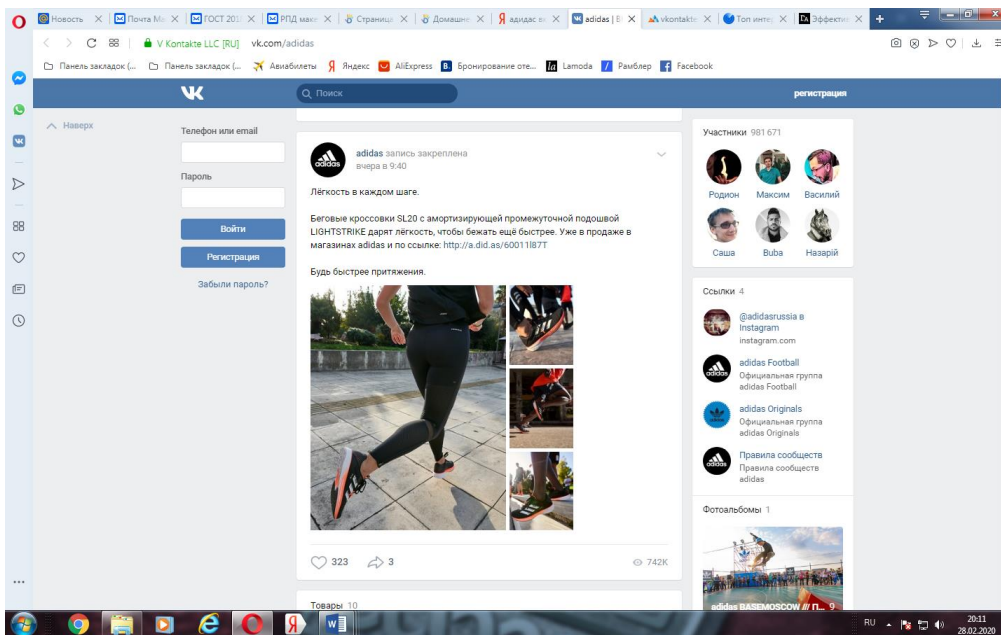 Новость
Почта Ma
ГОСТ 201
РПД мак
Страница
Домашне
адидас в
adidas | В
vkontakte
Топ интер
Эффектив
V Kontakte LLC [RU] vk.com/adidas
Панель закладок (...
Панель закладок (...
Авиабилеты
Яндекс
AliExpress
Бронирование оте...
Lamoda
Рамблер
Facebook
Поиск
регистрация
Наверх
Телефон или email
Пароль
Войти
Регистрация
Забыли пароль?
adidas запись закреплена
вчера в 9:40
Лёгкость в каждом шаге.
Беговые кроссовки SL20 с амортизирующей промежуточной подошвой
LIGHTSTRIKE дарят лёгкость, чтобы бежать ещё быстрее. Уже в продаже в
магазинах adidas и по ссылке: http://a.did.as/60011l87T
Будь быстрее притяжения.
323
3
742K
Товары 10
Участники 981 671
Родион
Максим
Василий
Саша
Buba
Назарій
Ссылки 4
@adidasrussia в
Instagram
instagram.com
adidas Football
Официальная группа
adidas Football
adidas Originals
Официальная группа
adidas Originals
Правила сообществ
Правила сообществ
adidas
Фотоальбомы 1
adidas BASEMOSCOW /// П... 9
RU
20:11
28.02.2020